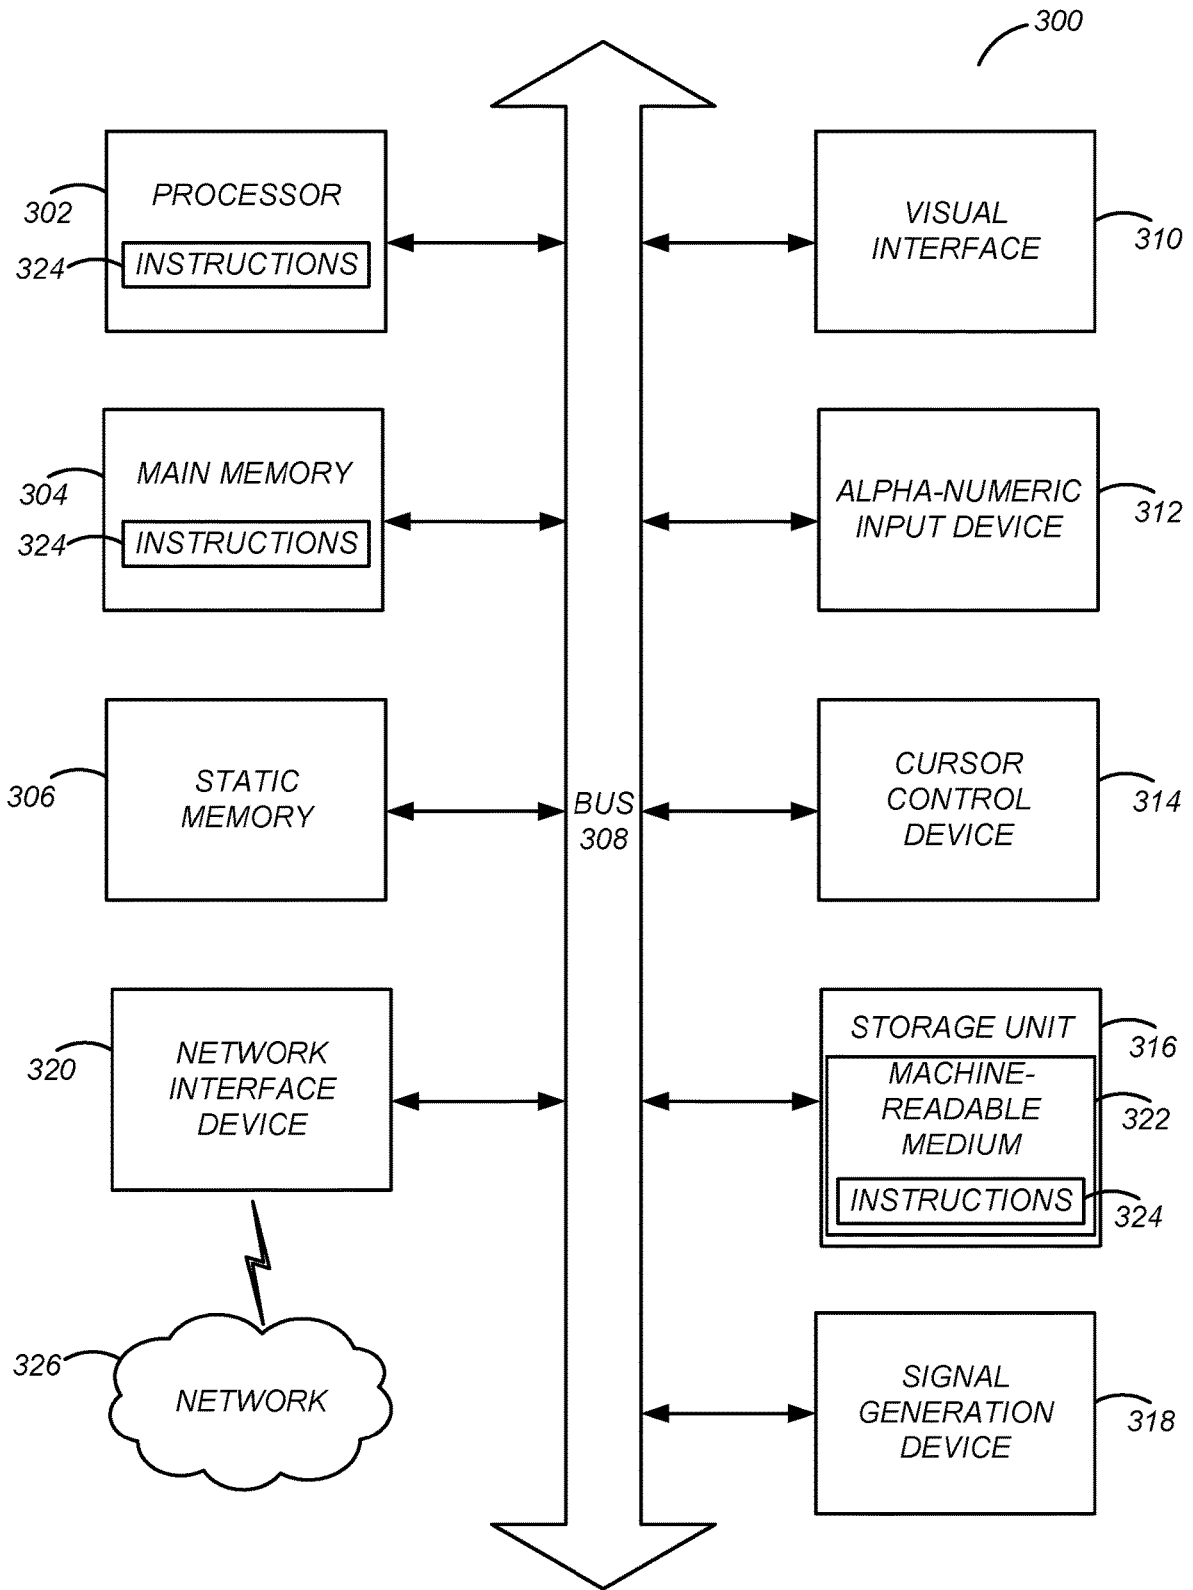 300
PROCESSOR
302
324
INSTRUCTIONS
VISUAL
INTERFACE
310
MAIN MEMORY
304
324
INSTRUCTIONS
ALPHA-NUMERIC
INPUT DEVICE
312
STATIC
MEMORY
306
BUS
308
CURSOR
CONTROL
DEVICE
314
NETWORK
INTERFACE
DEVICE
320
STORAGE UNIT
316
MACHINE-
READABLE
MEDIUM
322
INSTRUCTIONS
324
326
NETWORK
SIGNAL
GENERATION
DEVICE
318